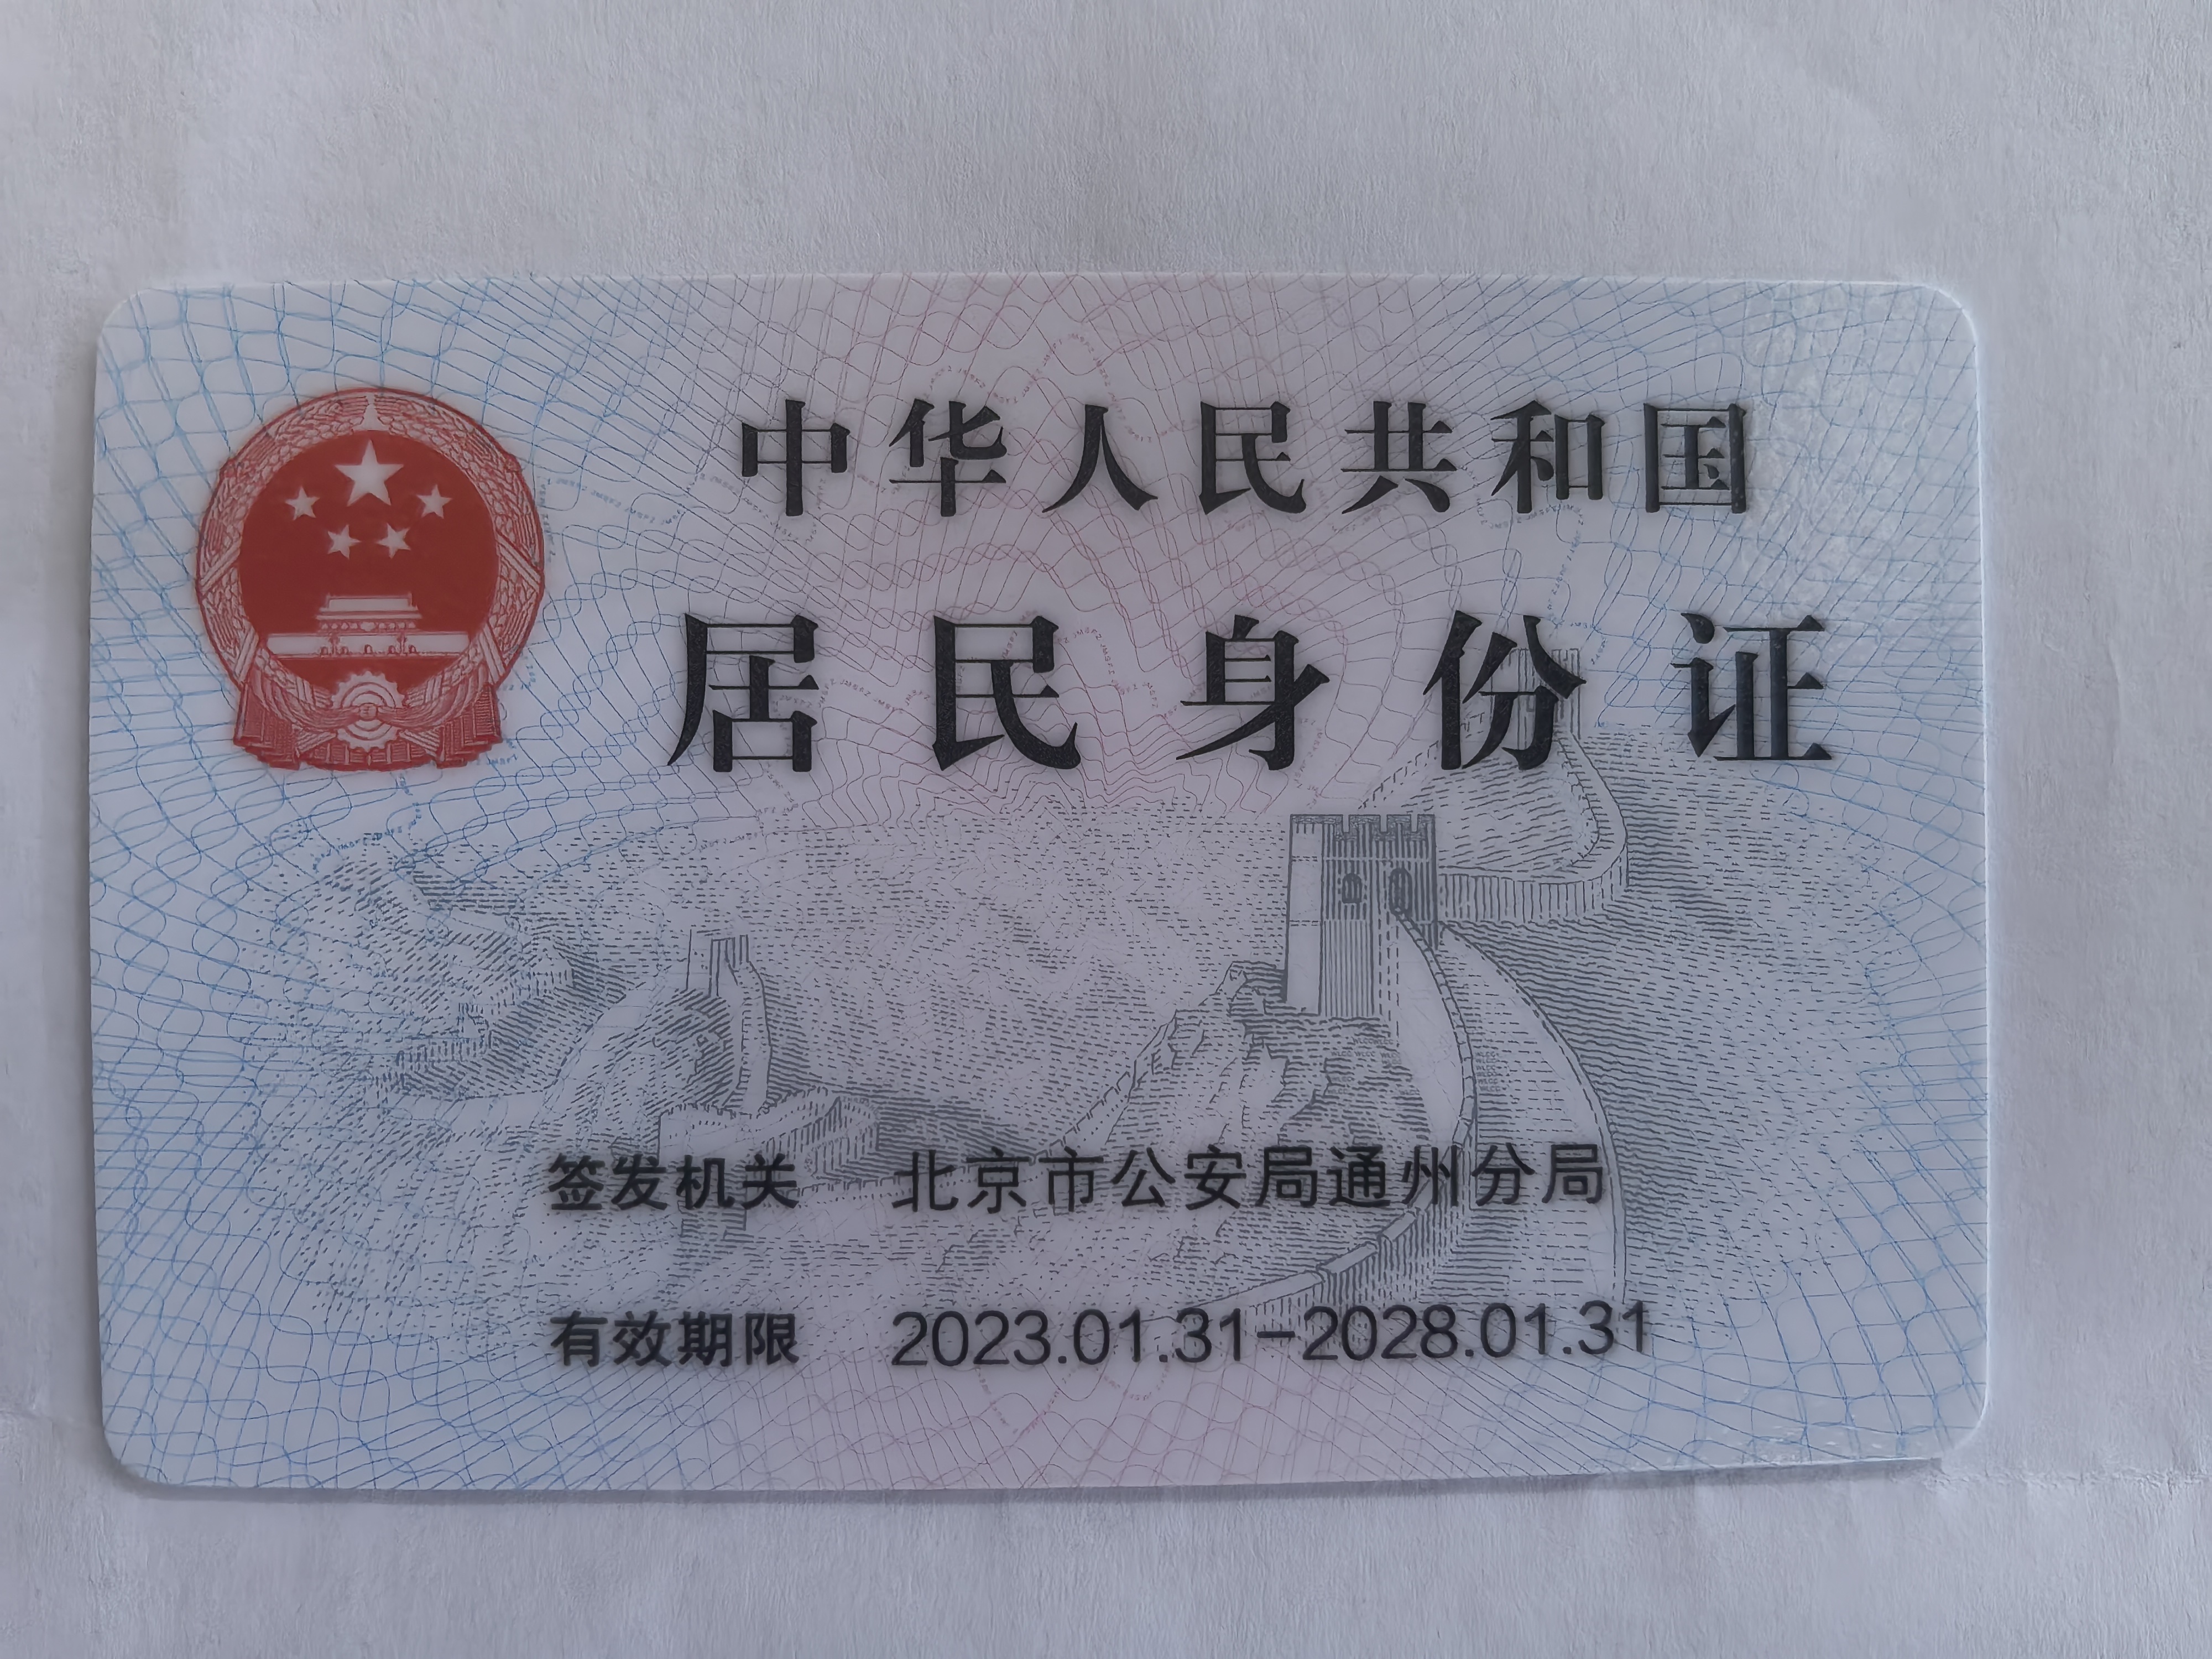 中华人民共和国
居民身份证
签发机关 北京市公安局通州分局
有效期限 2023.01.31-2028.01.31